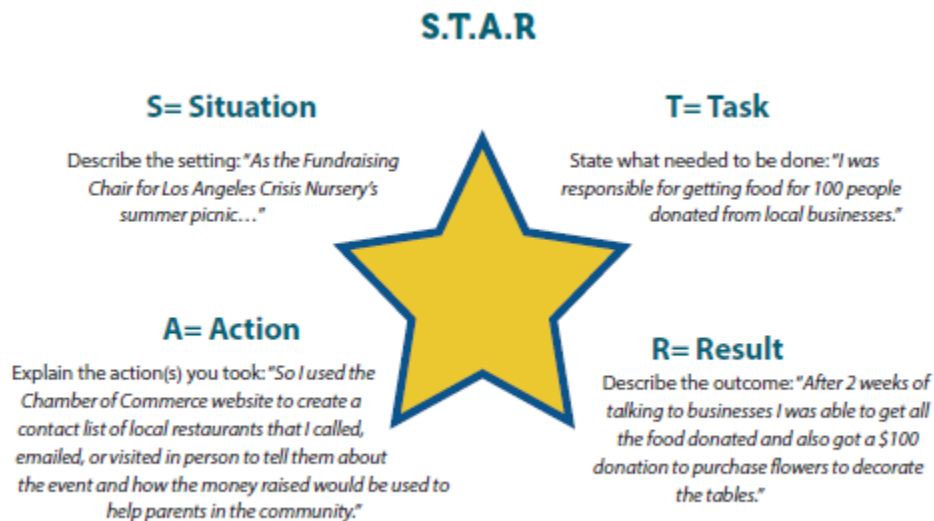 S.T.A.R
S= Situation
Describe the setting: "As the Fundraising
Chair for Los Angeles Crisis Nursery's
summer picnic…"
T= Task
State what needed to be done: "I was
responsible for getting food for 100 people
donated from local businesses."
A= Action
Explain the action(s) you took: "So I used the
Chamber of Commerce website to create a
contact list of local restaurants that I called,
emailed, or visited in person to tell them about
the event and how the money raised would be used to
help parents in the community."
R= Result
Describe the outcome: "After 2 weeks of
talking to businesses I was able to get all
the food donated and also got a $100
donation to purchase flowers to decorate
the tables."